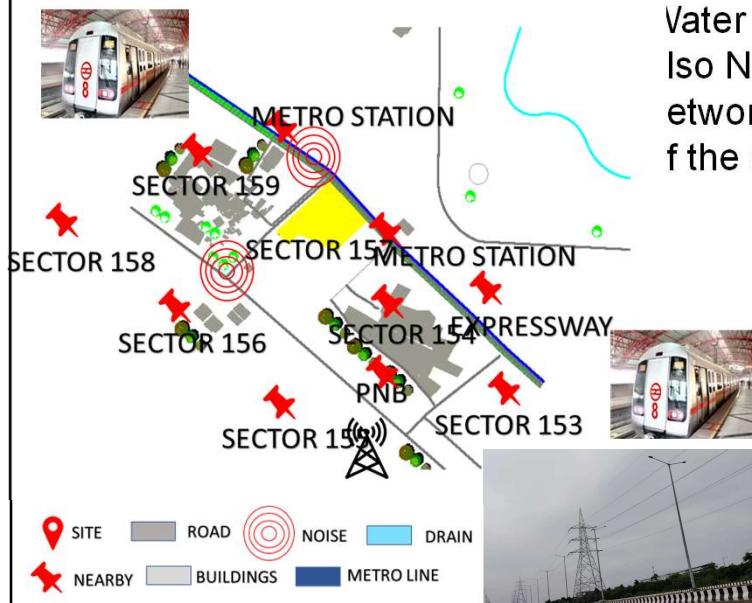 Vater
lso N
etwor
f the
METRO STATION
SECTOR 159
SECTOR 157
METRO STATION
SECTOR 158
SECTOR 154
EXPRESSWAY
SECTOR 156
PNB
SECTOR 153
SECTOR 155
SITE
ROAD
NOISE
DRAIN
NEARBY
BUILDINGS
METRO LINE